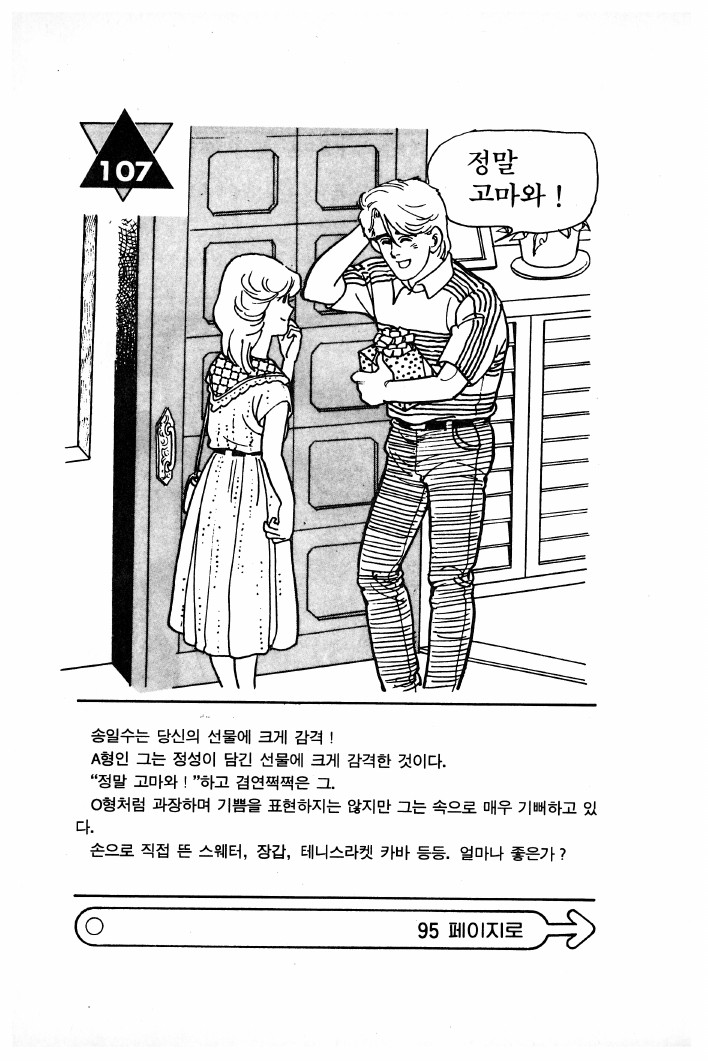 107
정말
고마와!
송일수는 당신의 선물에 크게 감격!
A형인 그는 정성이 담긴 선물에 크게 감격한 것이다.
“정말 고마와!”하고 겸연쩍쩍은 그.
O형처럼 과장하며 기쁨을 표현하지는 않지만 그는 속으로 매우 기뻐하고 있
다.
손으로 직접 뜬 스웨터, 장갑, 테니스라켓 카바 등등. 얼마나 좋은가?
95 페이지로